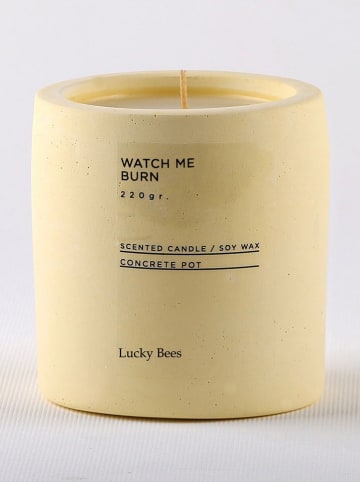 WATCH ME
BURN
220gr.
SCENTED CANDLE / SOY WAX
CONCRETE POT
Lucky Bees